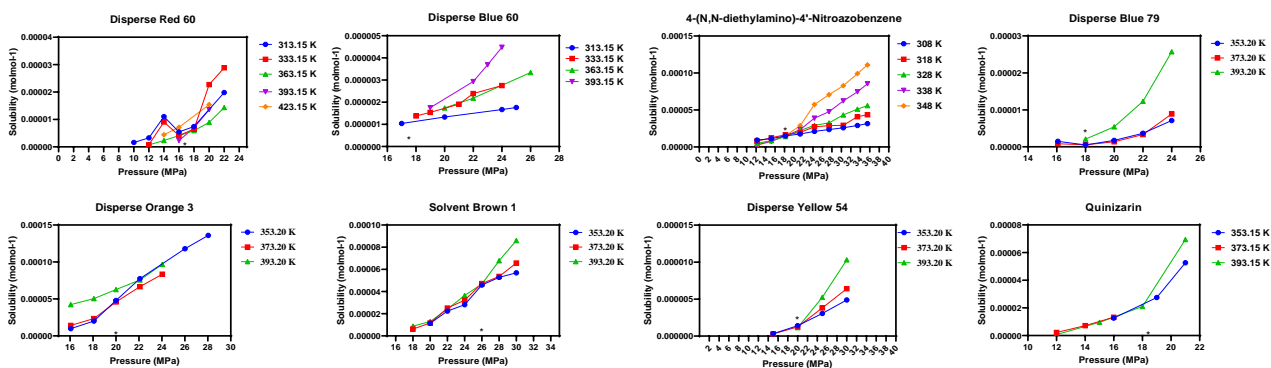 Disperse Red 60
Solubility (molmol-1)
0.00004
0.00003
0.00002
0.00001
0.00000
0 2 4 6 8 10 12 14 16 18 20 22 24
Pressure (MPa)
*
313.15 K
333.15 K
363.15 K
393.15 K
423.15 K
Disperse Blue 60
Solubility (molmol-1)
0.000005
0.000004
0.000003
0.000002
0.000001
0.000000
16 18 20 22 24 26 28
Pressure (MPa)
*
313.15 K
333.15 K
363.15 K
393.15 K
4-(N,N-diethylamino)-4'-Nitroazobenzene
Solubility (molmol-1)
0.00015
0.00010
0.00005
0.00000
0 2 4 6 8 10 12 14 16 18 20 22 24 26 28 30 32 34 36 38 40
Pressure (MPa)
*
308 K
318 K
328 K
338 K
348 K
Disperse Blue 79
Solubility (molmol-1)
0.00003
0.00002
0.00001
0.00000
14 16 18 20 22 24 26
Pressure (MPa)
*
353.20 K
373.20 K
393.20 K
Disperse Orange 3
Solubility (molmol-1)
0.00015
0.00010
0.00005
0.00000
16 18 20 22 24 26 28 30
Pressure (MPa)
*
353.20 K
373.20 K
393.20 K
Solvent Brown 1
Solubility (molmol-1)
0.00010
0.00008
0.00006
0.00004
0.00002
0.00000
16 18 20 22 24 26 28 30 32 34
Pressure (MPa)
*
353.20 K
373.20 K
393.20 K
Disperse Yellow 54
Solubility (molmol-1)
0.000015
0.000010
0.000005
0.000000
2 4 6 8 10 12 14 16 18 20 22 24 26 28 30 32 34 36 38 40
Pressure (MPa)
*
353.20 K
373.20 K
393.20 K
Quinizarin
Solubility (molmol-1)
0.00008
0.00006
0.00004
0.00002
0.00000
10 12 14 16 18 20 22
Pressure (MPa)
*
353.15 K
373.15 K
393.15 K